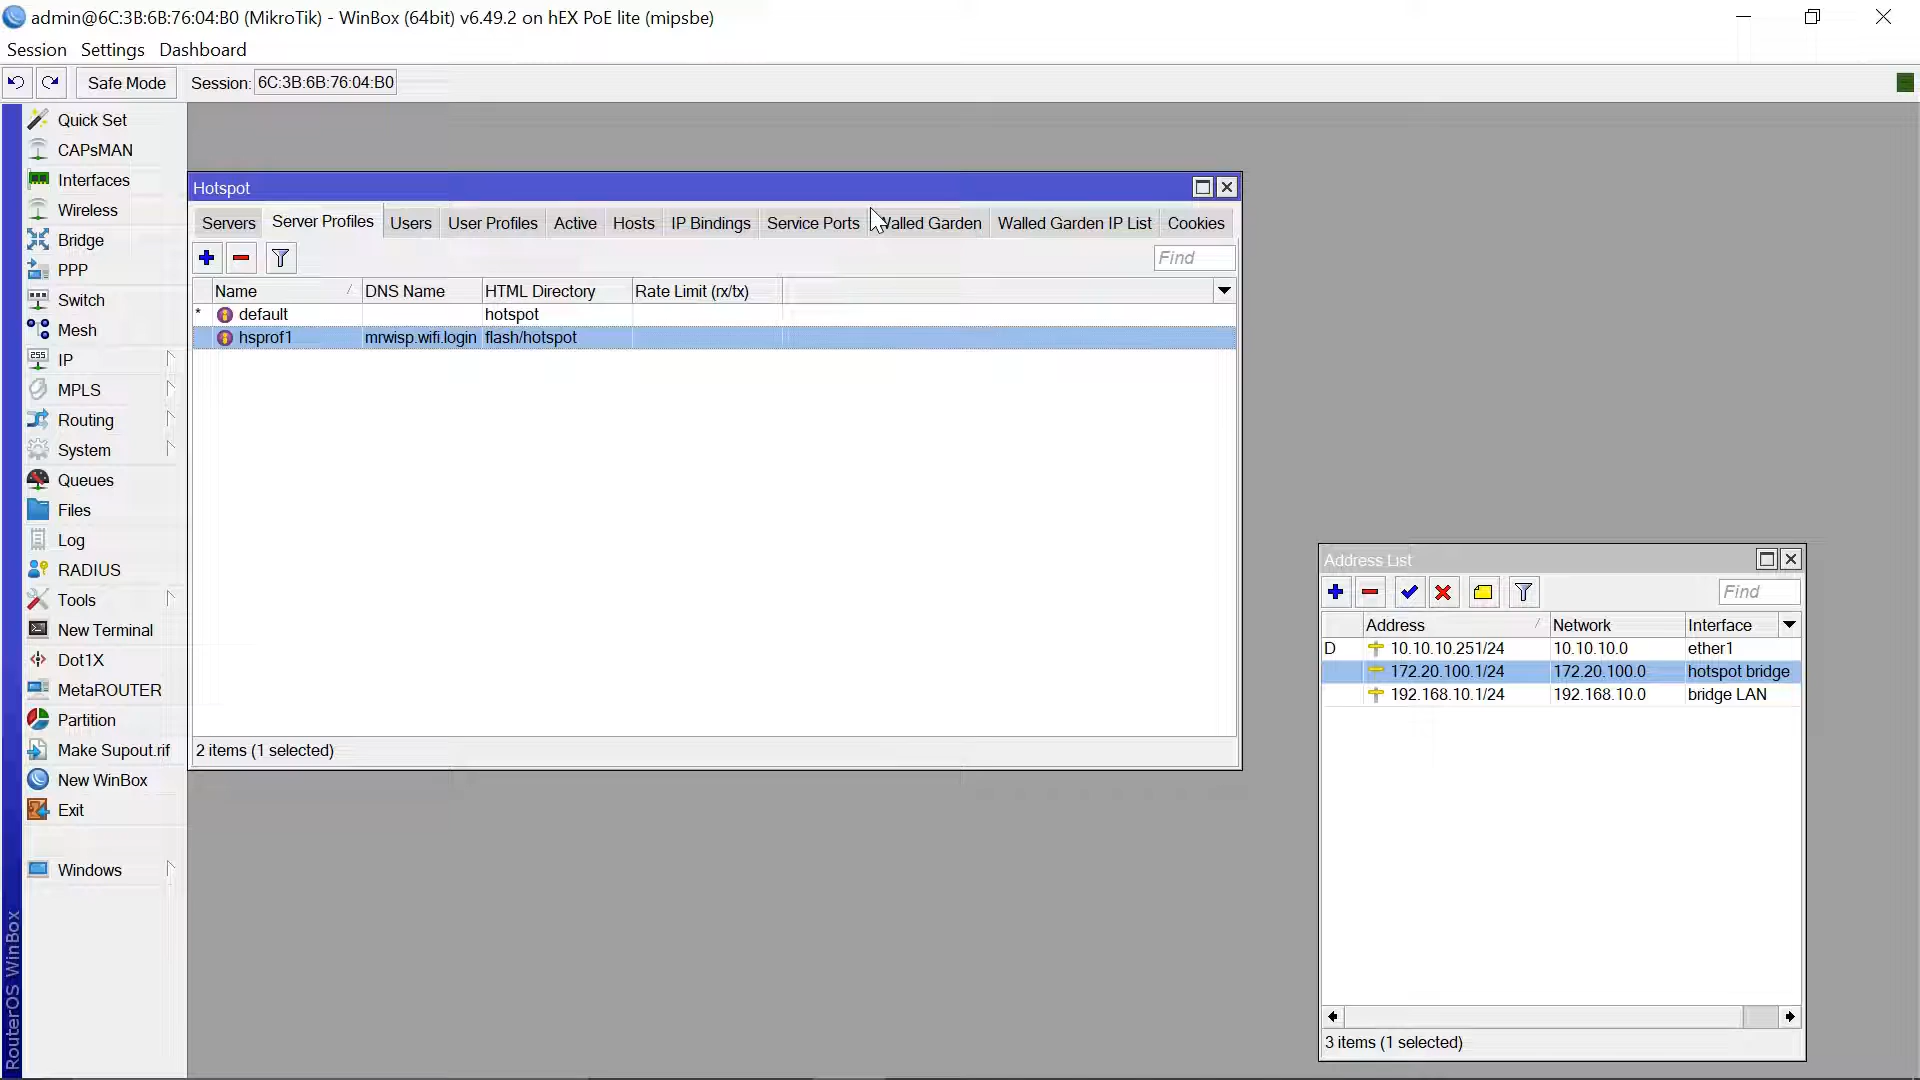 admin@6C:3B:6B:76:04:B0 (MikroTik) - WinBox (64bit) v6.49.2 on hEX PoE lite (mipsbe)
Session Settings Dashboard
Safe Mode Session: 6C:3B:6B:76:04:B0
Quick Set
CAPsMAN
Interfaces
Wireless
Bridge
PPP
Switch
Mesh
255
IP
MPLS
Routing
System
Queues
Files
Log
RADIUS
Tools
New Terminal
Dot1X
MetaROUTER
Partition
Make Supout.rif
New WinBox
Exit
Windows
RouterOS WinBox
Hotspot
Servers Server Profiles Users User Profiles Active Hosts IP Bindings Service Ports Walled Garden Walled Garden IP List Cookies
Find
Name DNS Name HTML Directory Rate Limit (rx/tx)
* default hotspot
hsprof1 mrwisp.wifi.login flash/hotspot
2 items (1 selected)
Address List
Find
Address Network Interface
D 10.10.10.251/24 10.10.10.0 ether1
172.20.100.1/24 172.20.100.0 hotspot bridge
192.168.10.1/24 192.168.10.0 bridge LAN
3 items (1 selected)